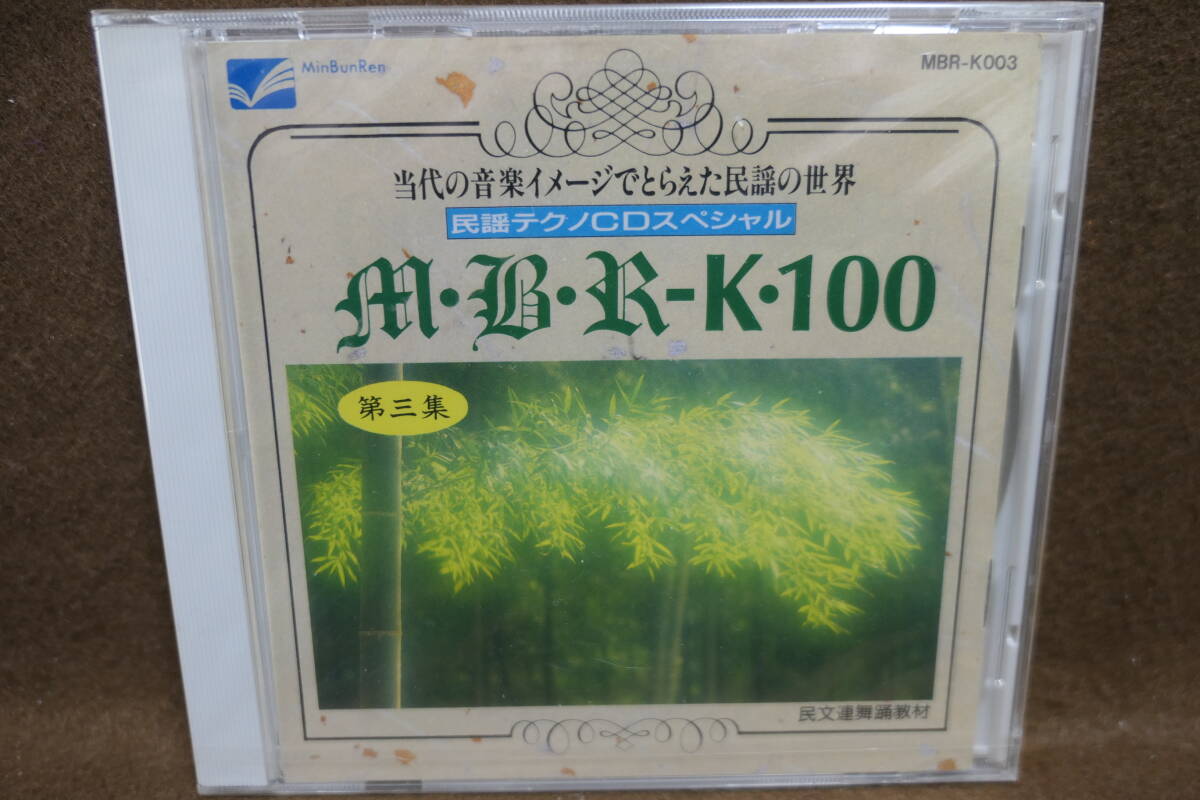 MinBunRen
MBR-K003
当代の音楽イメージでとらえた民謡の世界
民謡テクノCDスペシャル
M・B・R-K・100
第三集
民文連舞踊教材